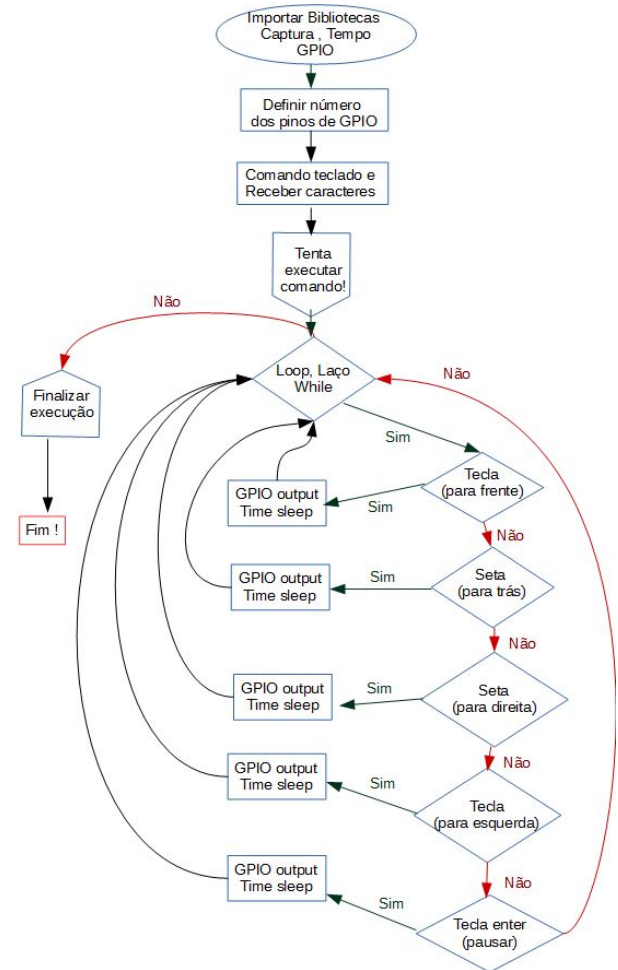 Importar Bibliotecas
Captura , Tempo
GPIO
Definir número
dos pinos de GPIO
Comando teclado e
Receber caracteres
Tenta
executar
comando!
Não
Loop, Laço
While
Não
Finalizar
execução
Sim
Tecla
(para frente)
GPIO output
Time sleep
Sim
Fim !
Não
Seta
(para trás)
Sim
GPIO output
Time sleep
Não
Seta
(para direita)
Sim
GPIO output
Time sleep
Não
Tecla
(para esquerda)
Sim
GPIO output
Time sleep
Não
Tecla enter
(pausar)
Sim
GPIO output
Time sleep